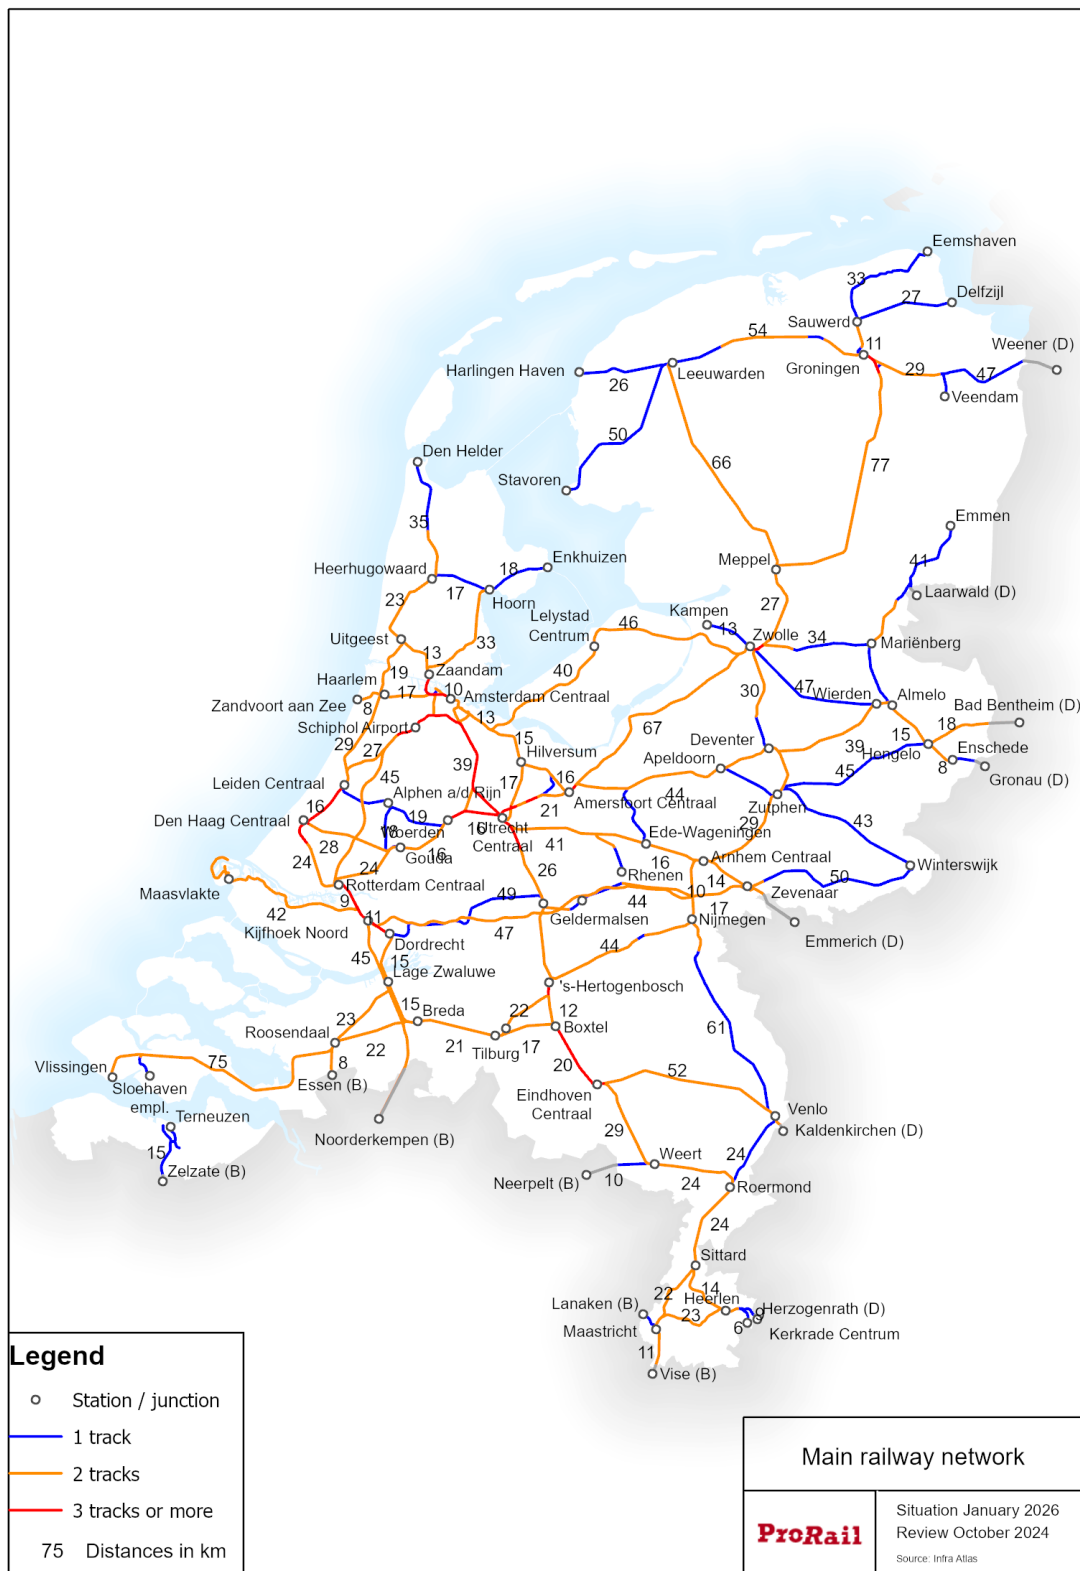 Eemshaven
33
Delfzijl
27
Sauwerd
54
11
Weener (D)
Groningen
Harlingen Haven
Leeuwarden
29
47
26
Veendam
50
Den Helder
66
77
Stavoren
35
Emmen
Enkhuizen
Meppel
41
Heerhugowaard
18
17
Laarwald (D)
23
Hoorn
Lelystad
Centrum
Kampen
27
46
13
Zwolle
34
Uitgeest
33
Mariënberg
13
40
19
Zaandam
Haarlem
17
10
Amsterdam Centraal
47
Wierden
Almelo
30
Zandvoort aan Zee
8
Bad Bentheim (D)
13
67
18
Schiphol Airport
15
Deventer
15
29
27
Hilversum
39
Hengelo
Enschede
Apeldoorn
8
39
Gronau (D)
Leiden Centraal
45
17
16
45
Alphen a/d Rijn
44
16
21
Amersfoort Centraal
Zutphen
Den Haag Centraal
19
43
18
Woerden
16
Utrecht
Centraal
29
28
41
Ede-Wageningen
Gouda
16
16
Arnhem Centraal
24
24
26
Rhenen
Winterswijk
Rotterdam Centraal
14
50
Maasvlakte
49
10
Zevenaar
9
44
42
11
17
Kijfhoek Noord
47
Geldermalsen
Nijmegen
Dordrecht
44
Emmerich (D)
45
15
Lage Zwaluwe
's-Hertogenbosch
15
Breda
22
12
61
23
Roosendaal
Boxtel
22
21
Tilburg
17
75
Vlissingen
8
20
52
Essen (B)
Sloehaven
empl.
Eindhoven
Centraal
Terneuzen
Venlo
Noorderkempen (B)
29
Kaldenkirchen (D)
15
Weert
24
Zelzate (B)
Neerpelt (B)
10
24
Roermond
24
Sittard
22
14
Heerlen
Lanaken (B)
9
Herzogenrath (D)
23
6
Maastricht
Kerkrade Centrum
11
Vise (B)
Legend
Station / junction
1 track
2 tracks
3 tracks or more
75 Distances in km
Main railway network
ProRail
Situation January 2026
Review October 2024
Source: Infra Atlas